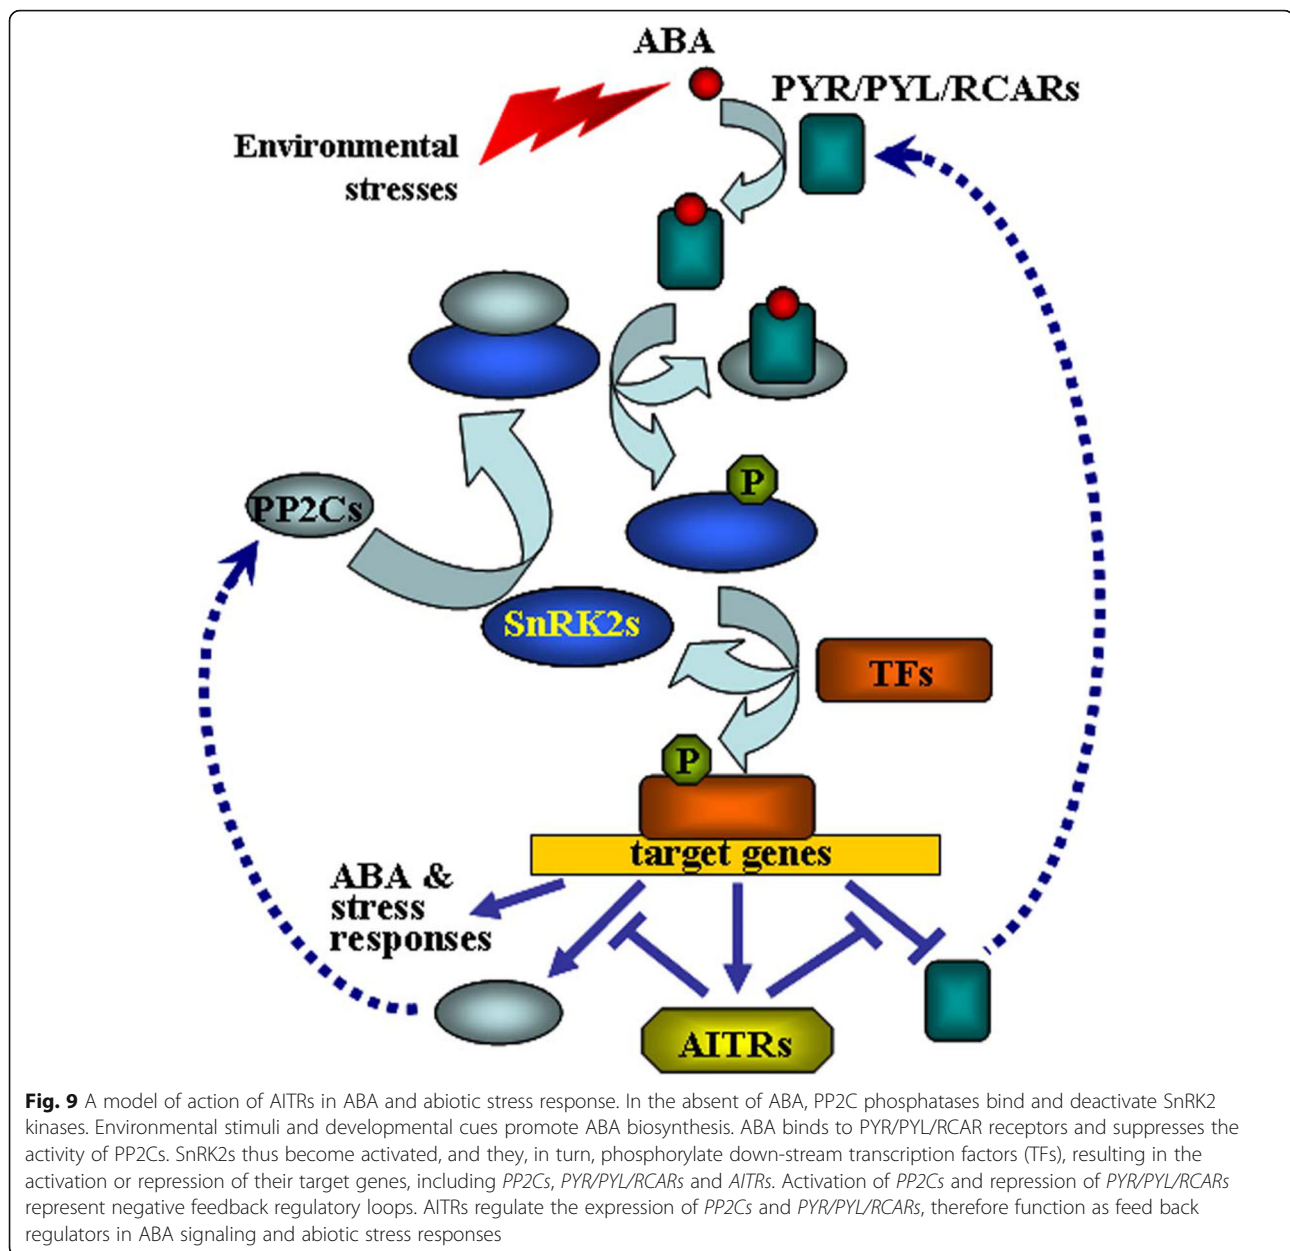 ABA
PYR/PYL/RCARs
Environmental
stresses
PP2Cs
P
SnRK2s
TFs
P
target genes
ABA &
stress
responses
AITRs
Fig. 9 A model of action of AITRs in ABA and abiotic stress response. In the absent of ABA, PP2C phosphatases bind and deactivate SnRK2
kinases. Environmental stimuli and developmental cues promote ABA biosynthesis. ABA binds to PYR/PYL/RCAR receptors and suppresses the
activity of PP2Cs. SnRK2s thus become activated, and they, in turn, phosphorylate down-stream transcription factors (TFs), resulting in the
activation or repression of their target genes, including PP2Cs, PYR/PYL/RCARs and AITRs. Activation of PP2Cs and repression of PYR/PYL/RCARs
represent negative feedback regulatory loops. AITRs regulate the expression of PP2Cs and PYR/PYL/RCARs, therefore function as feed back
regulators in ABA signaling and abiotic stress responses